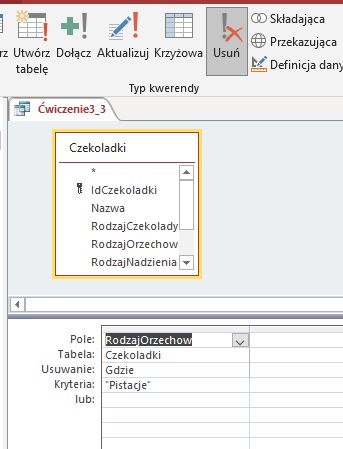 Utwórz tabelę
Dołącz
Aktualizuj
Krzyżowa
Usuń
Składająca
Przekazująca
Definicja dany
Typ kwerendy
Ćwiczenie3_3
Czekoladki
*
IdCzekoladki
Nazwa
RodzajCzekolady
RodzajOrzechow
RodzajNadzienia
Pole: RodzajOrzechow
Tabela: Czekoladki
Usuwanie: Gdzie
Kryteria: "Pistacje"
lub: